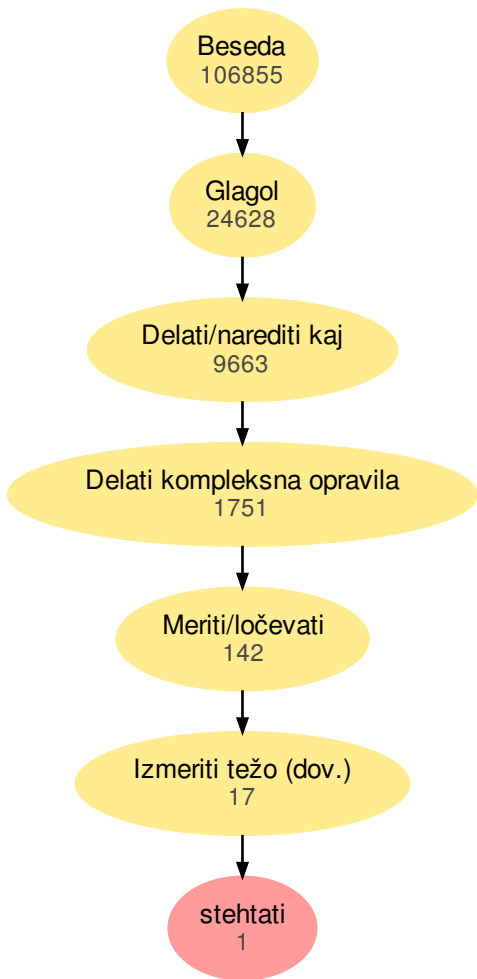 Beseda
106855
Glagol
24628
Delati/narediti kaj
9663
Delati kompleksna opravila
1751
Meriti/ločevati
142
Izmeriti težo (dov.)
17
stehtati
1